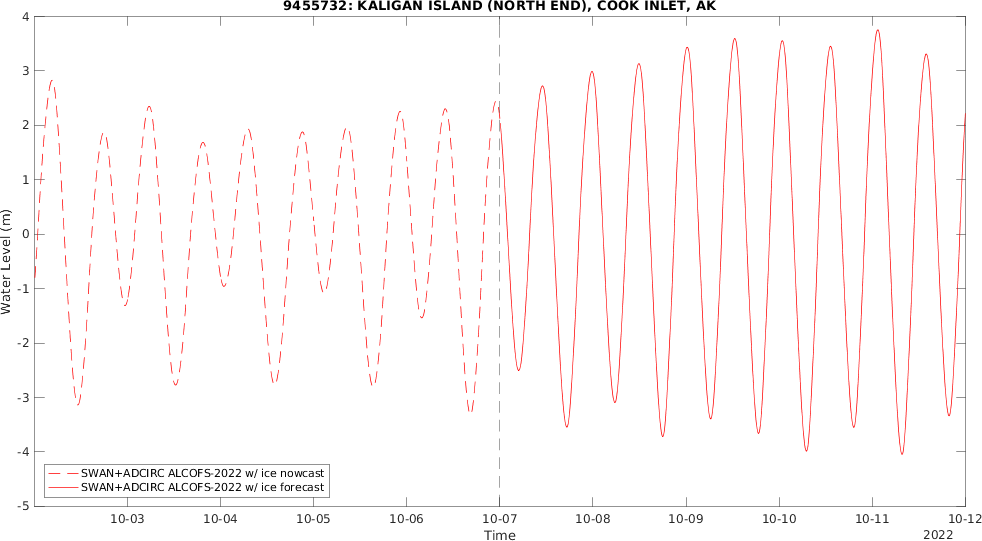 9455732: KALIGAN ISLAND (NORTH END), COOK INLET, AK
4
3
2
1
0
-1
-2
-3
-4
-5
Water Level (m)
SWAN+ADCIRC ALCOFS-2022 w/ ice nowcast
SWAN+ADCIRC ALCOFS-2022 w/ ice forecast
10-03 10-04 10-05 10-06 10-07 10-08 10-09 10-10 10-11 10-12
Time
2022